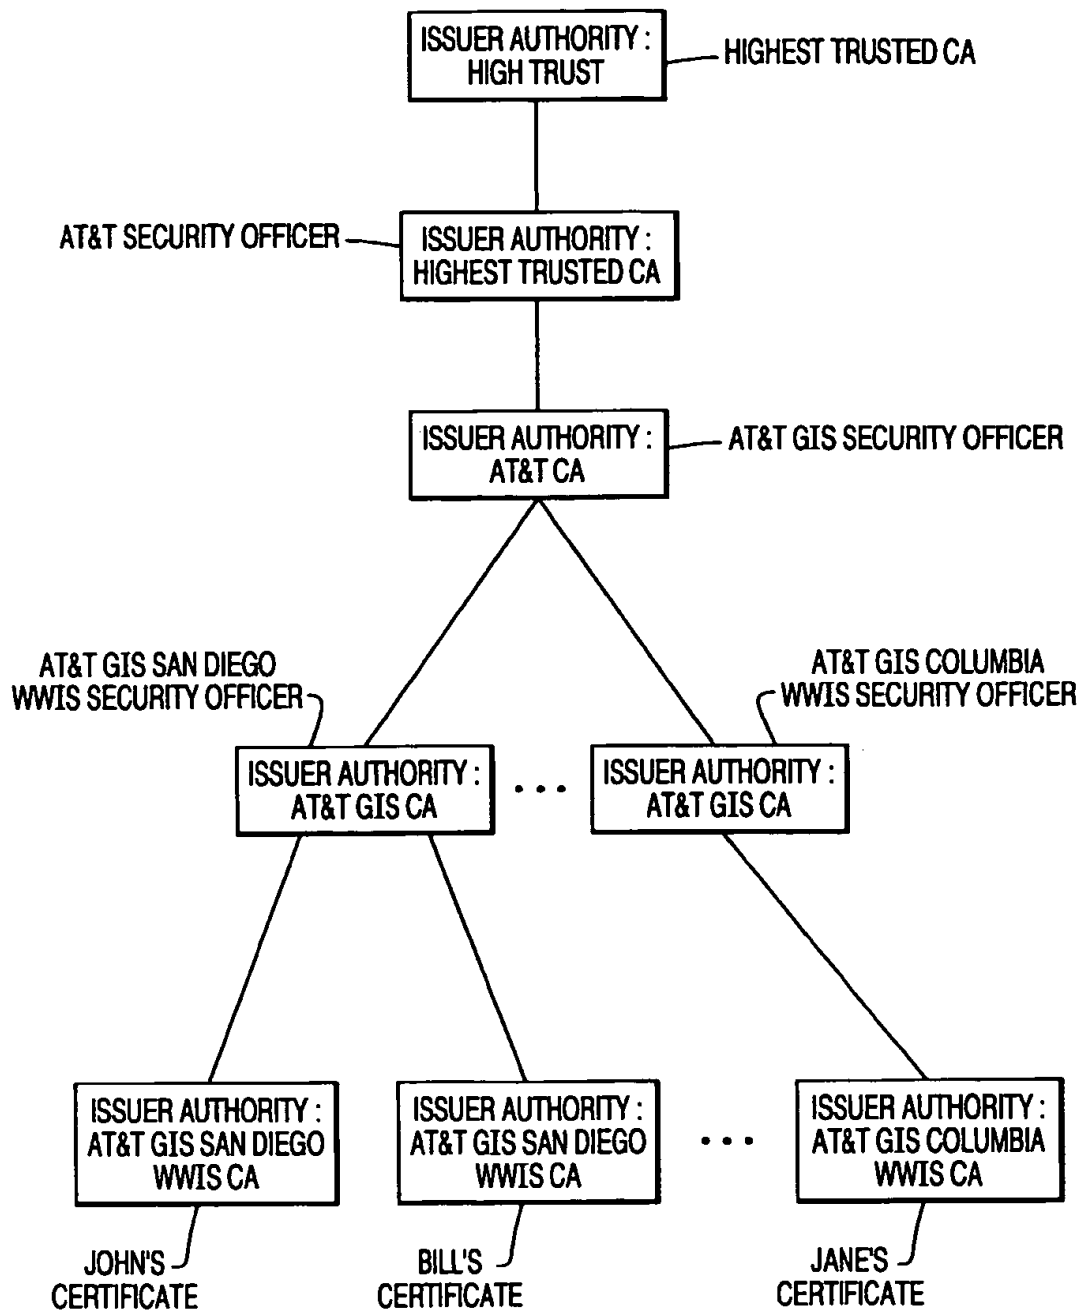 ISSUER AUTHORITY :
HIGH TRUST
HIGHEST TRUSTED CA
AT&T SECURITY OFFICER
ISSUER AUTHORITY :
HIGHEST TRUSTED CA
ISSUER AUTHORITY :
AT&T CA
AT&T GIS SECURITY OFFICER
AT&T GIS SAN DIEGO
WWIS SECURITY OFFICER
AT&T GIS COLUMBIA
WWIS SECURITY OFFICER
ISSUER AUTHORITY :
AT&T GIS CA
ISSUER AUTHORITY :
AT&T GIS CA
ISSUER AUTHORITY :
AT&T GIS SAN DIEGO
WWIS CA
ISSUER AUTHORITY :
AT&T GIS SAN DIEGO
WWIS CA
ISSUER AUTHORITY :
AT&T GIS COLUMBIA
WWIS CA
JOHN'S
CERTIFICATE
BILL'S
CERTIFICATE
JANE'S
CERTIFICATE